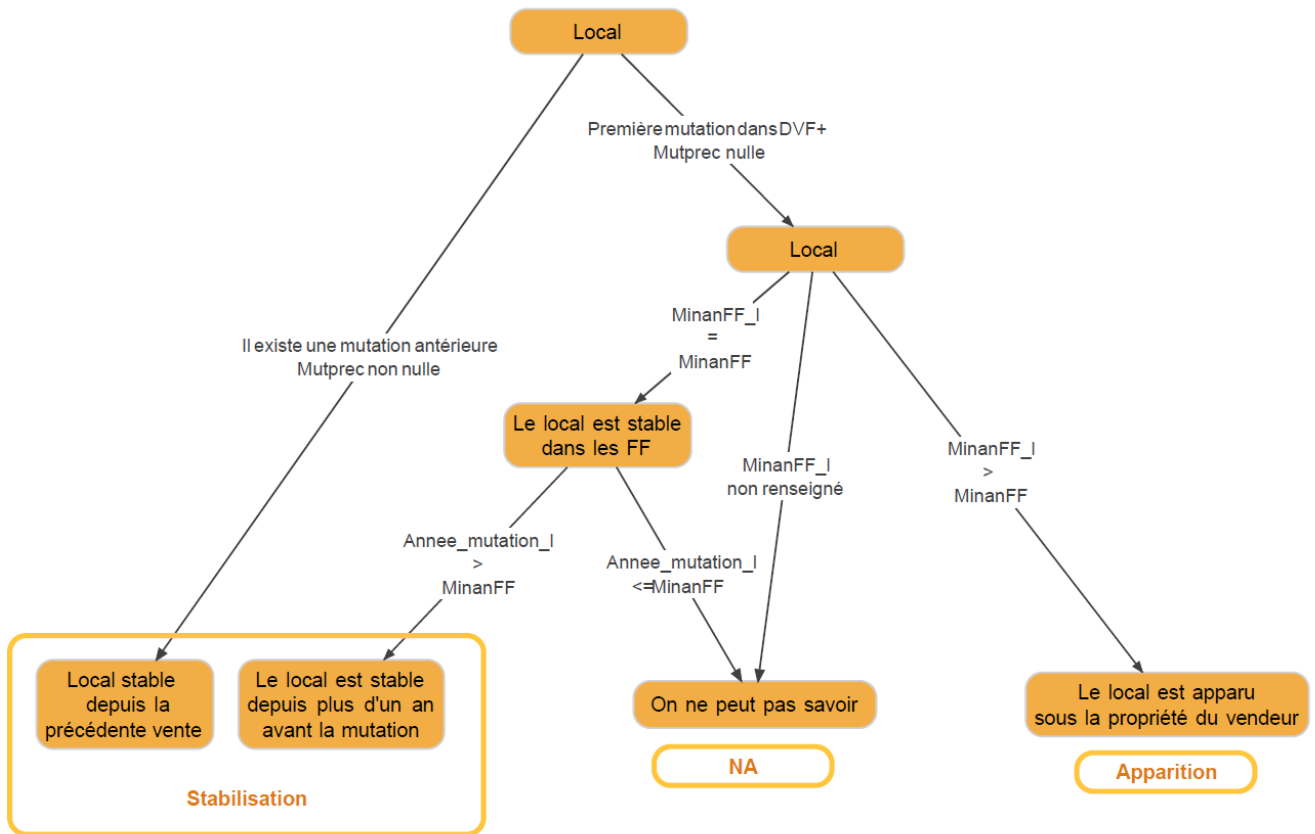 Local
Première mutation dans DVF+
Mutprec nulle
Local
MinanFF_l
=
MinanFF
Il existe une mutation antérieure
Mutprec non nulle
Le local est stable
dans les FF
MinanFF_l
non renseigné
MinanFF_l
>
MinanFF
Annee_mutation_l
>
MinanFF
Annee_mutation_l
<=MinanFF
Local stable
depuis la
précédente vente
Le local est stable
depuis plus d'un an
avant la mutation
On ne peut pas savoir
Le local est apparu
sous la propriété du vendeur
Stabilisation
NA
Apparition